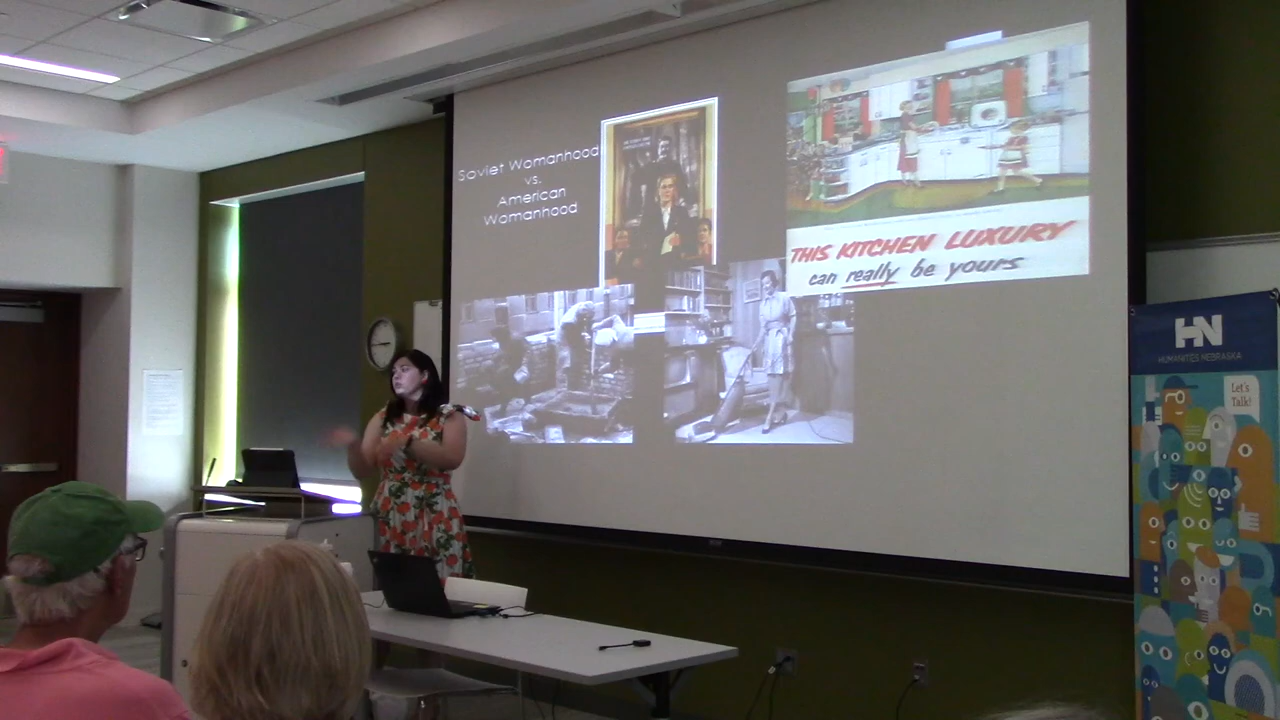 Soviet Womanhood
vs.
American
Womanhood
THIS KITCHEN LUXURY
can really be yours
HN
HUMANITIES NEBRASKA
Let's
Talk!